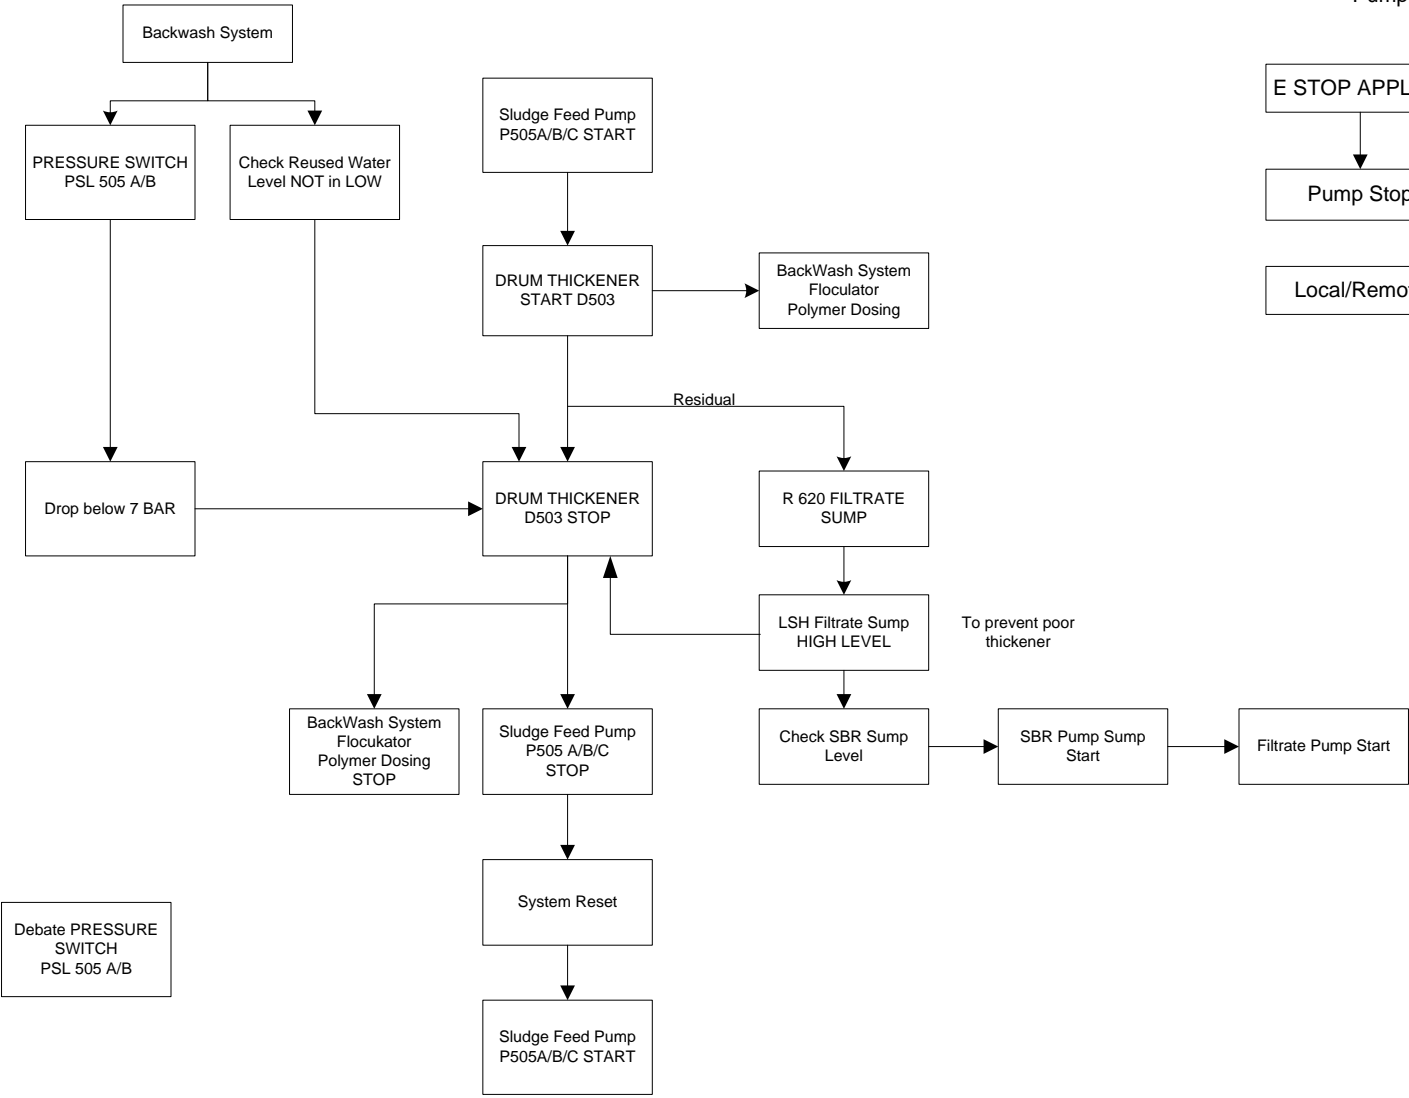 Pump
Backwash System
E STOP APPL
Sludge Feed Pump
P505A/B/C START
PRESSURE SWITCH
PSL 505 A/B
Check Reused Water
Level NOT in LOW
Pump Stop
DRUM THICKENER
START D503
BackWash System
Floculator
Polymer Dosing
Local/Remo
Residual
Drop below 7 BAR
DRUM THICKENER
D503 STOP
R 620 FILTRATE
SUMP
LSH Filtrate Sump
HIGH LEVEL
To prevent poor
thickener
BackWash System
Flocukator
Polymer Dosing
STOP
Sludge Feed Pump
P505 A/B/C
STOP
Check SBR Sump
Level
SBR Pump Sump
Start
Filtrate Pump Start
System Reset
Debate PRESSURE
SWITCH
PSL 505 A/B
Sludge Feed Pump
P505A/B/C START